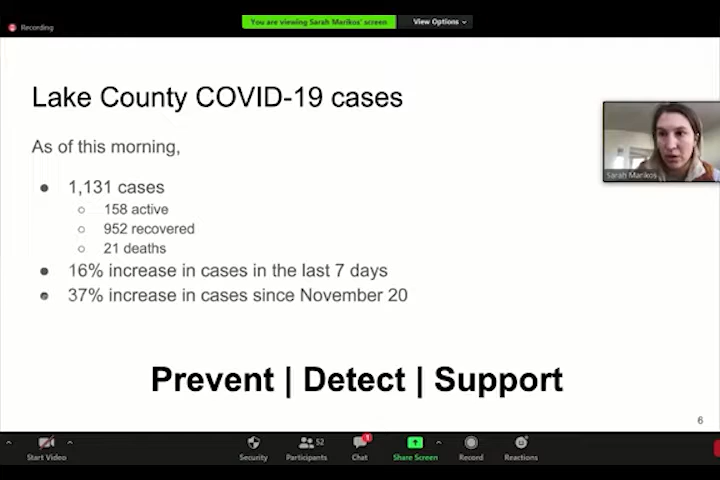 Recording
You are viewing Sarah Marikos' screen
View Options
Lake County COVID-19 cases
As of this morning,
1,131 cases
158 active
952 recovered
21 deaths
16% increase in cases in the last 7 days
37% increase in cases since November 20
Sarah Marikos
Prevent | Detect | Support
6
52
1
Start Video
Security
Participants
Chat
Share Screen
Record
Reactions